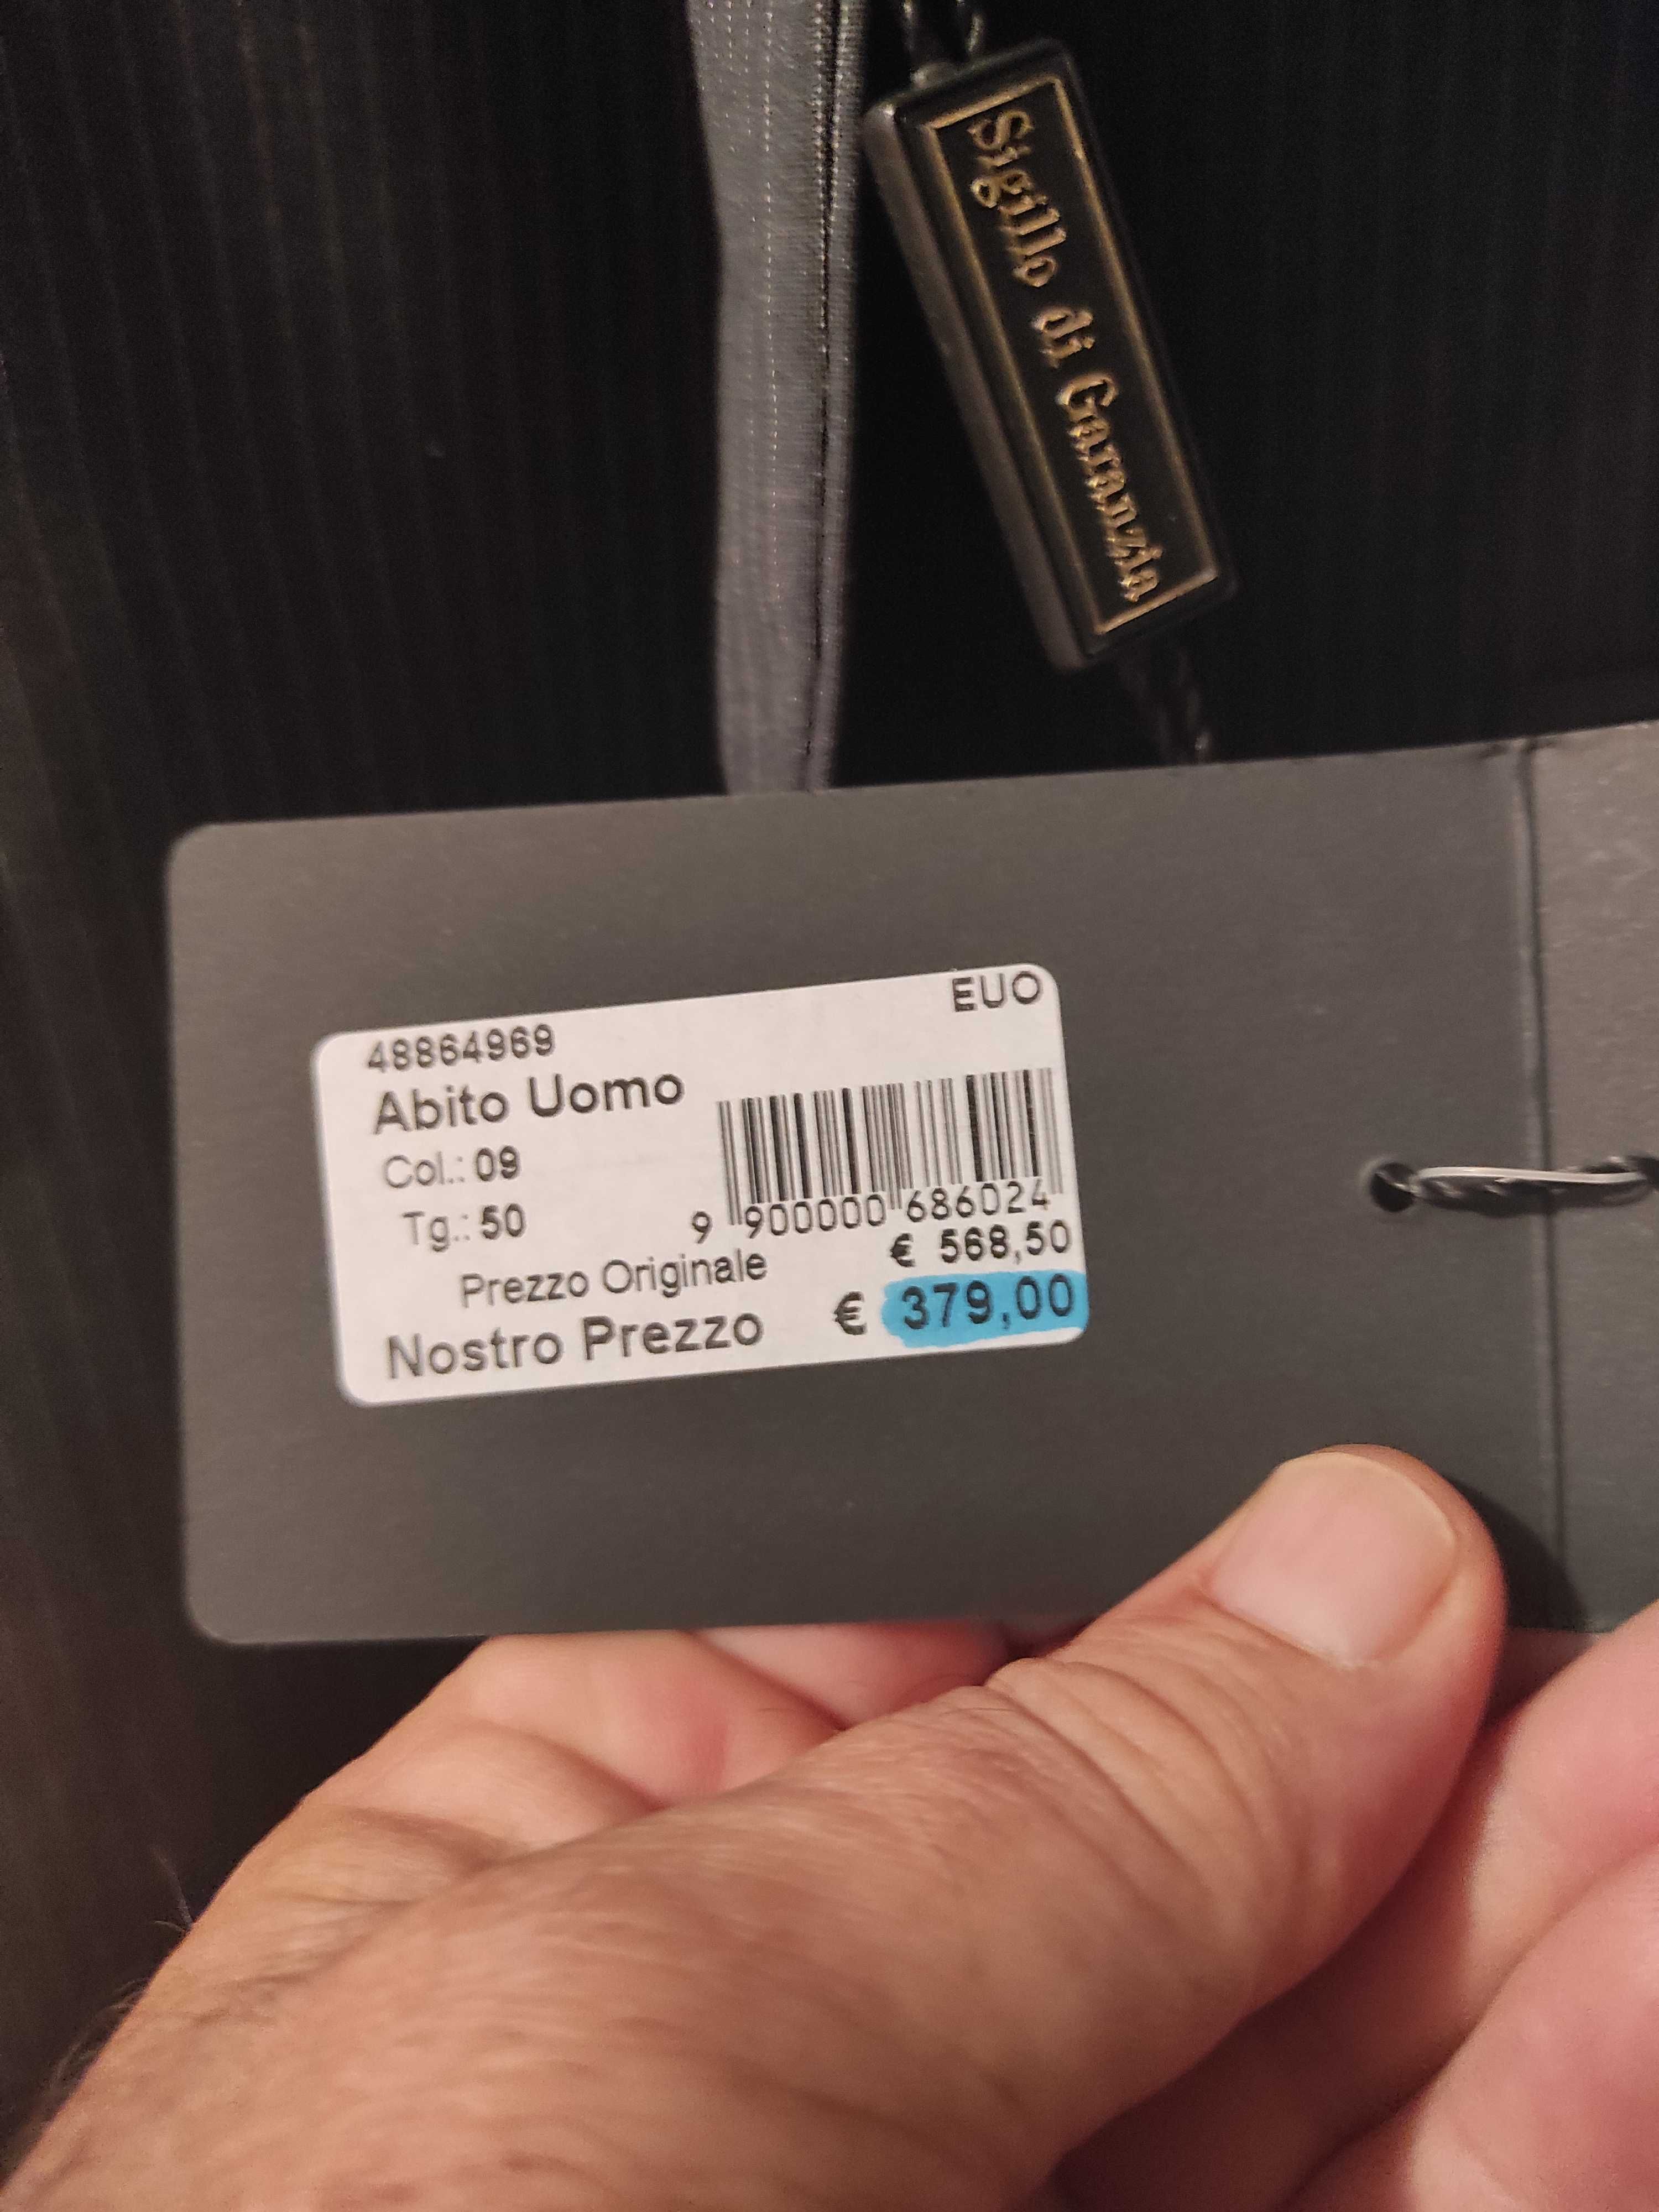 Sigillo di Garanzia
EUO
48864969
Abito Uomo
Col.: 09
Tg.: 50
9 900000 686024
Prezzo Originale € 568,50
Nostro Prezzo € 379,00